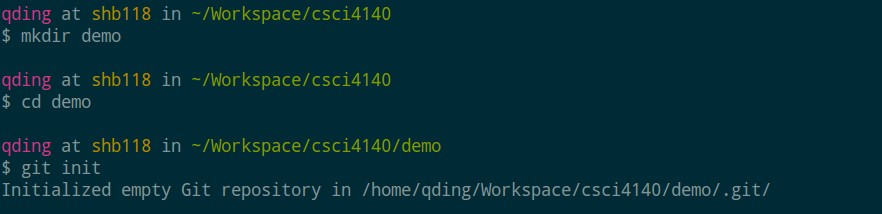 qding at shb118 in ~/Workspace/csci4140
$ mkdir demo
qding at shb118 in ~/Workspace/csci4140
$ cd demo
qding at shb118 in ~/Workspace/csci4140/demo
$ git init
Initialized empty Git repository in /home/qding/Workspace/csci4140/demo/.git/